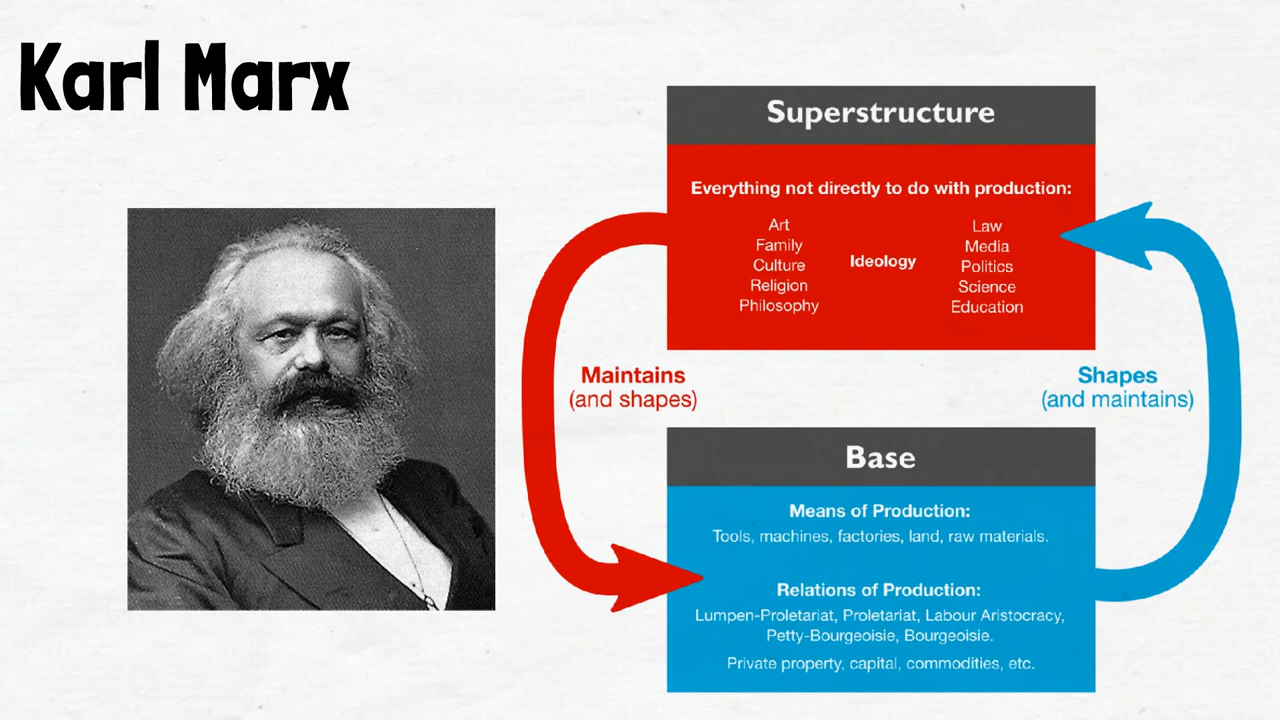 Karl Marx
Superstructure
Everything not directly to do with production:
Art
Family
Culture
Religion
Philosophy
Ideology
Law
Media
Politics
Science
Education
Maintains
(and shapes)
Shapes
(and maintains)
Base
Means of Production:
Tools, machines, factories, land, raw materials.
Relations of Production:
Lumpen-Proletariat, Proletariat, Labour Aristocracy,
Petty-Bourgeoisie, Bourgeoisie.
Private property, capital, commodities, etc.